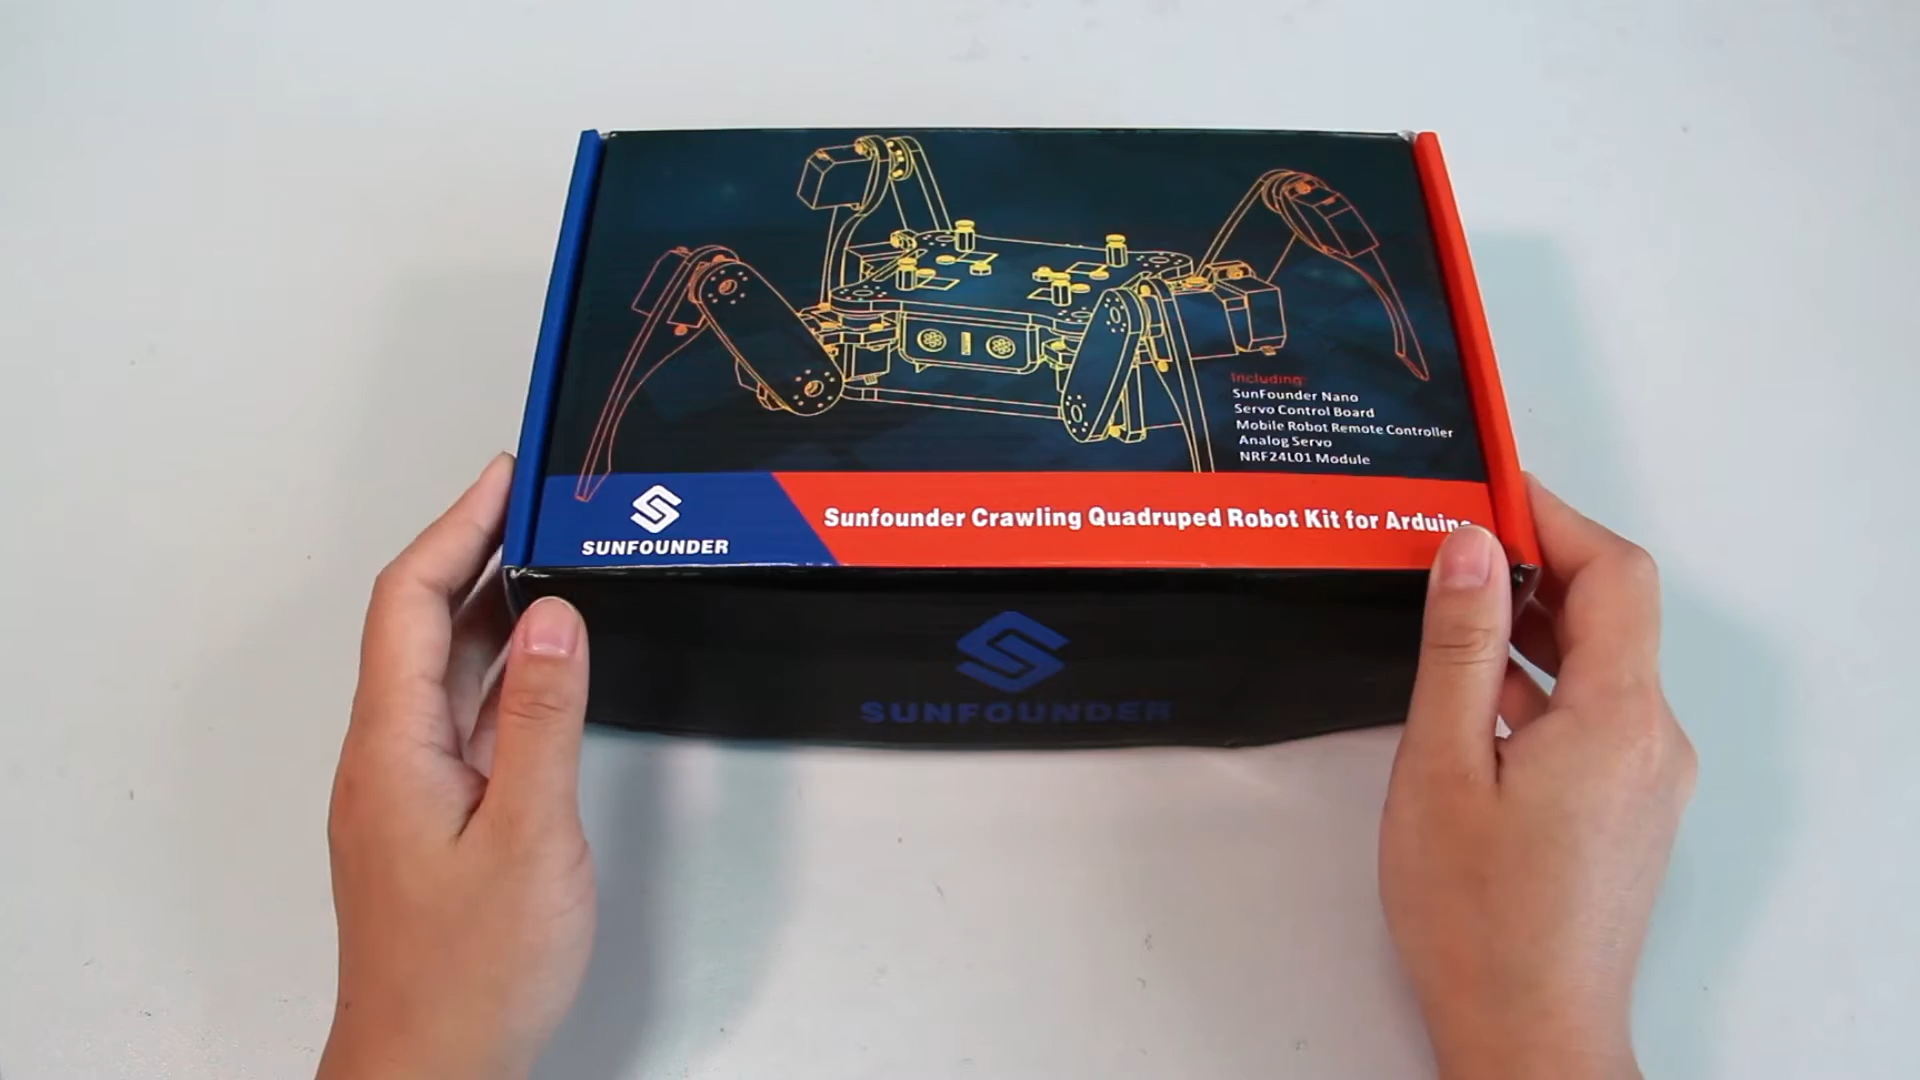 Including:
SunFounder Nano
Servo Control Board
Mobile Robot Remote Controller
Analog Servo
NRF24L01 Module
SUNFOUNDER
Sunfounder Crawling Quadruped Robot Kit for Arduino
SUNFOUNDER